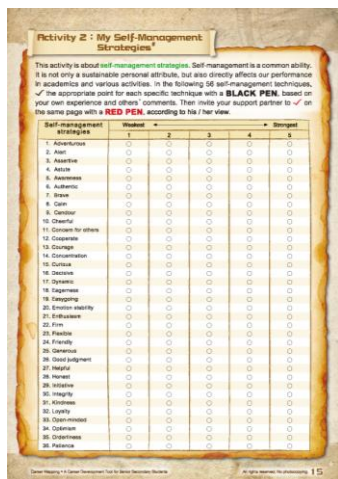 Activity 2 : My Self-Management
Strategies
This activity is about self-management strategies. Self-management is a common ability.
It is not only a sustainable personal attribute, but also directly affects our performance
in academics and various activities. In the following 56 self-management techniques,
✓ the appropriate point for each specific technique with a BLACK PEN, based on
your own experience and others' comments. Then invite your support partner to ✓ on
the same page with a RED PEN, according to his / her view.
Self-management strategies Weakest Strongest
1 2 3 4 5
1. Adventurous
2. Alert
3. Assertive
4. Astute
5. Awareness
6. Authentic
7. Brave
8. Calm
9. Candour
10. Cheerful
11. Concern for others
12. Cooperate
13. Courage
14. Concentration
15. Curious
16. Decisive
17. Dynamic
18. Eagerness
19. Easygoing
20. Emotion stability
21. Enthusiasm
22. Firm
23. Flexible
24. Friendly
25. Generous
26. Good judgment
27. Helpful
28. Honest
29. Initiative
30. Integrity
31. Kindness
32. Loyalty
33. Open-minded
34. Optimism
35. Orderliness
36. Patience
Career Mapping • A Career Development Tool for Senior Secondary Students All rights reserved. No photocopying. 15